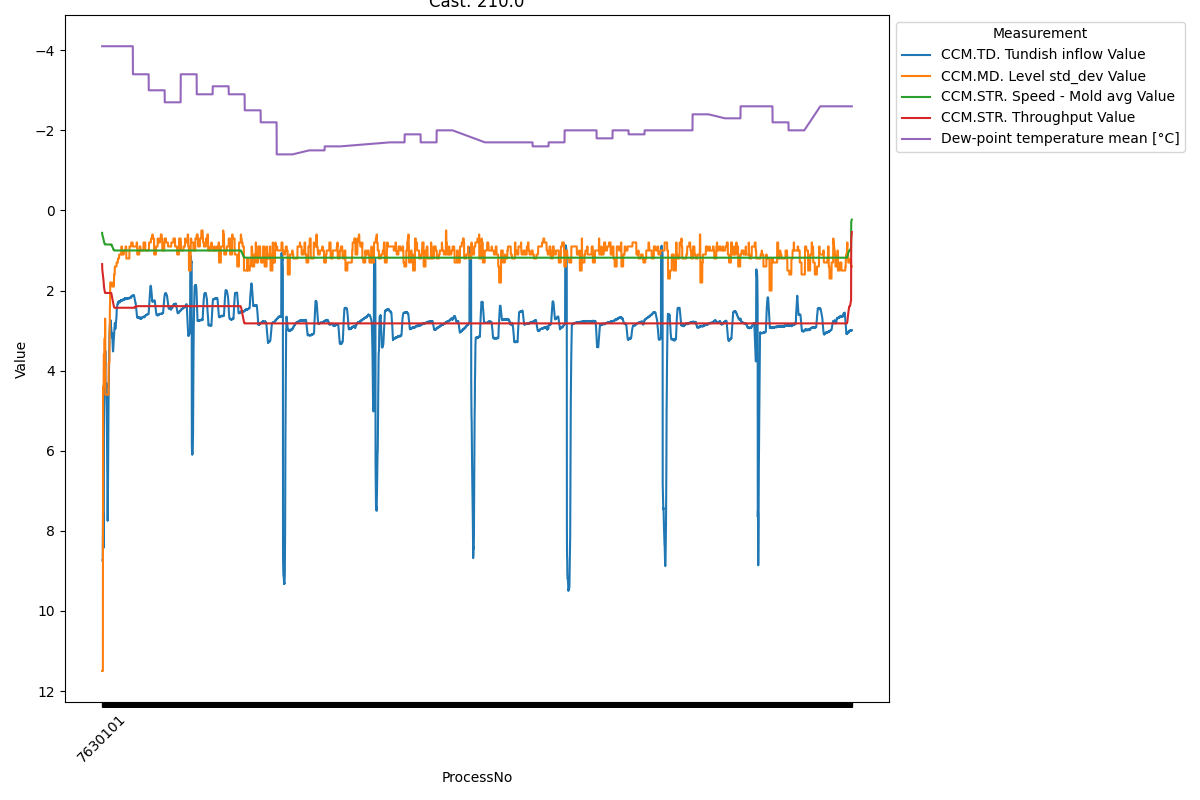 Cast: 210.0
Measurement
CCM.TD. Tundish inflow Value
CCM.MD. Level std_dev Value
CCM.STR. Speed - Mold avg Value
CCM.STR. Throughput Value
Dew-point temperature mean [°C]
−4
−2
0
2
4
6
8
10
12
Value
7630101
ProcessNo